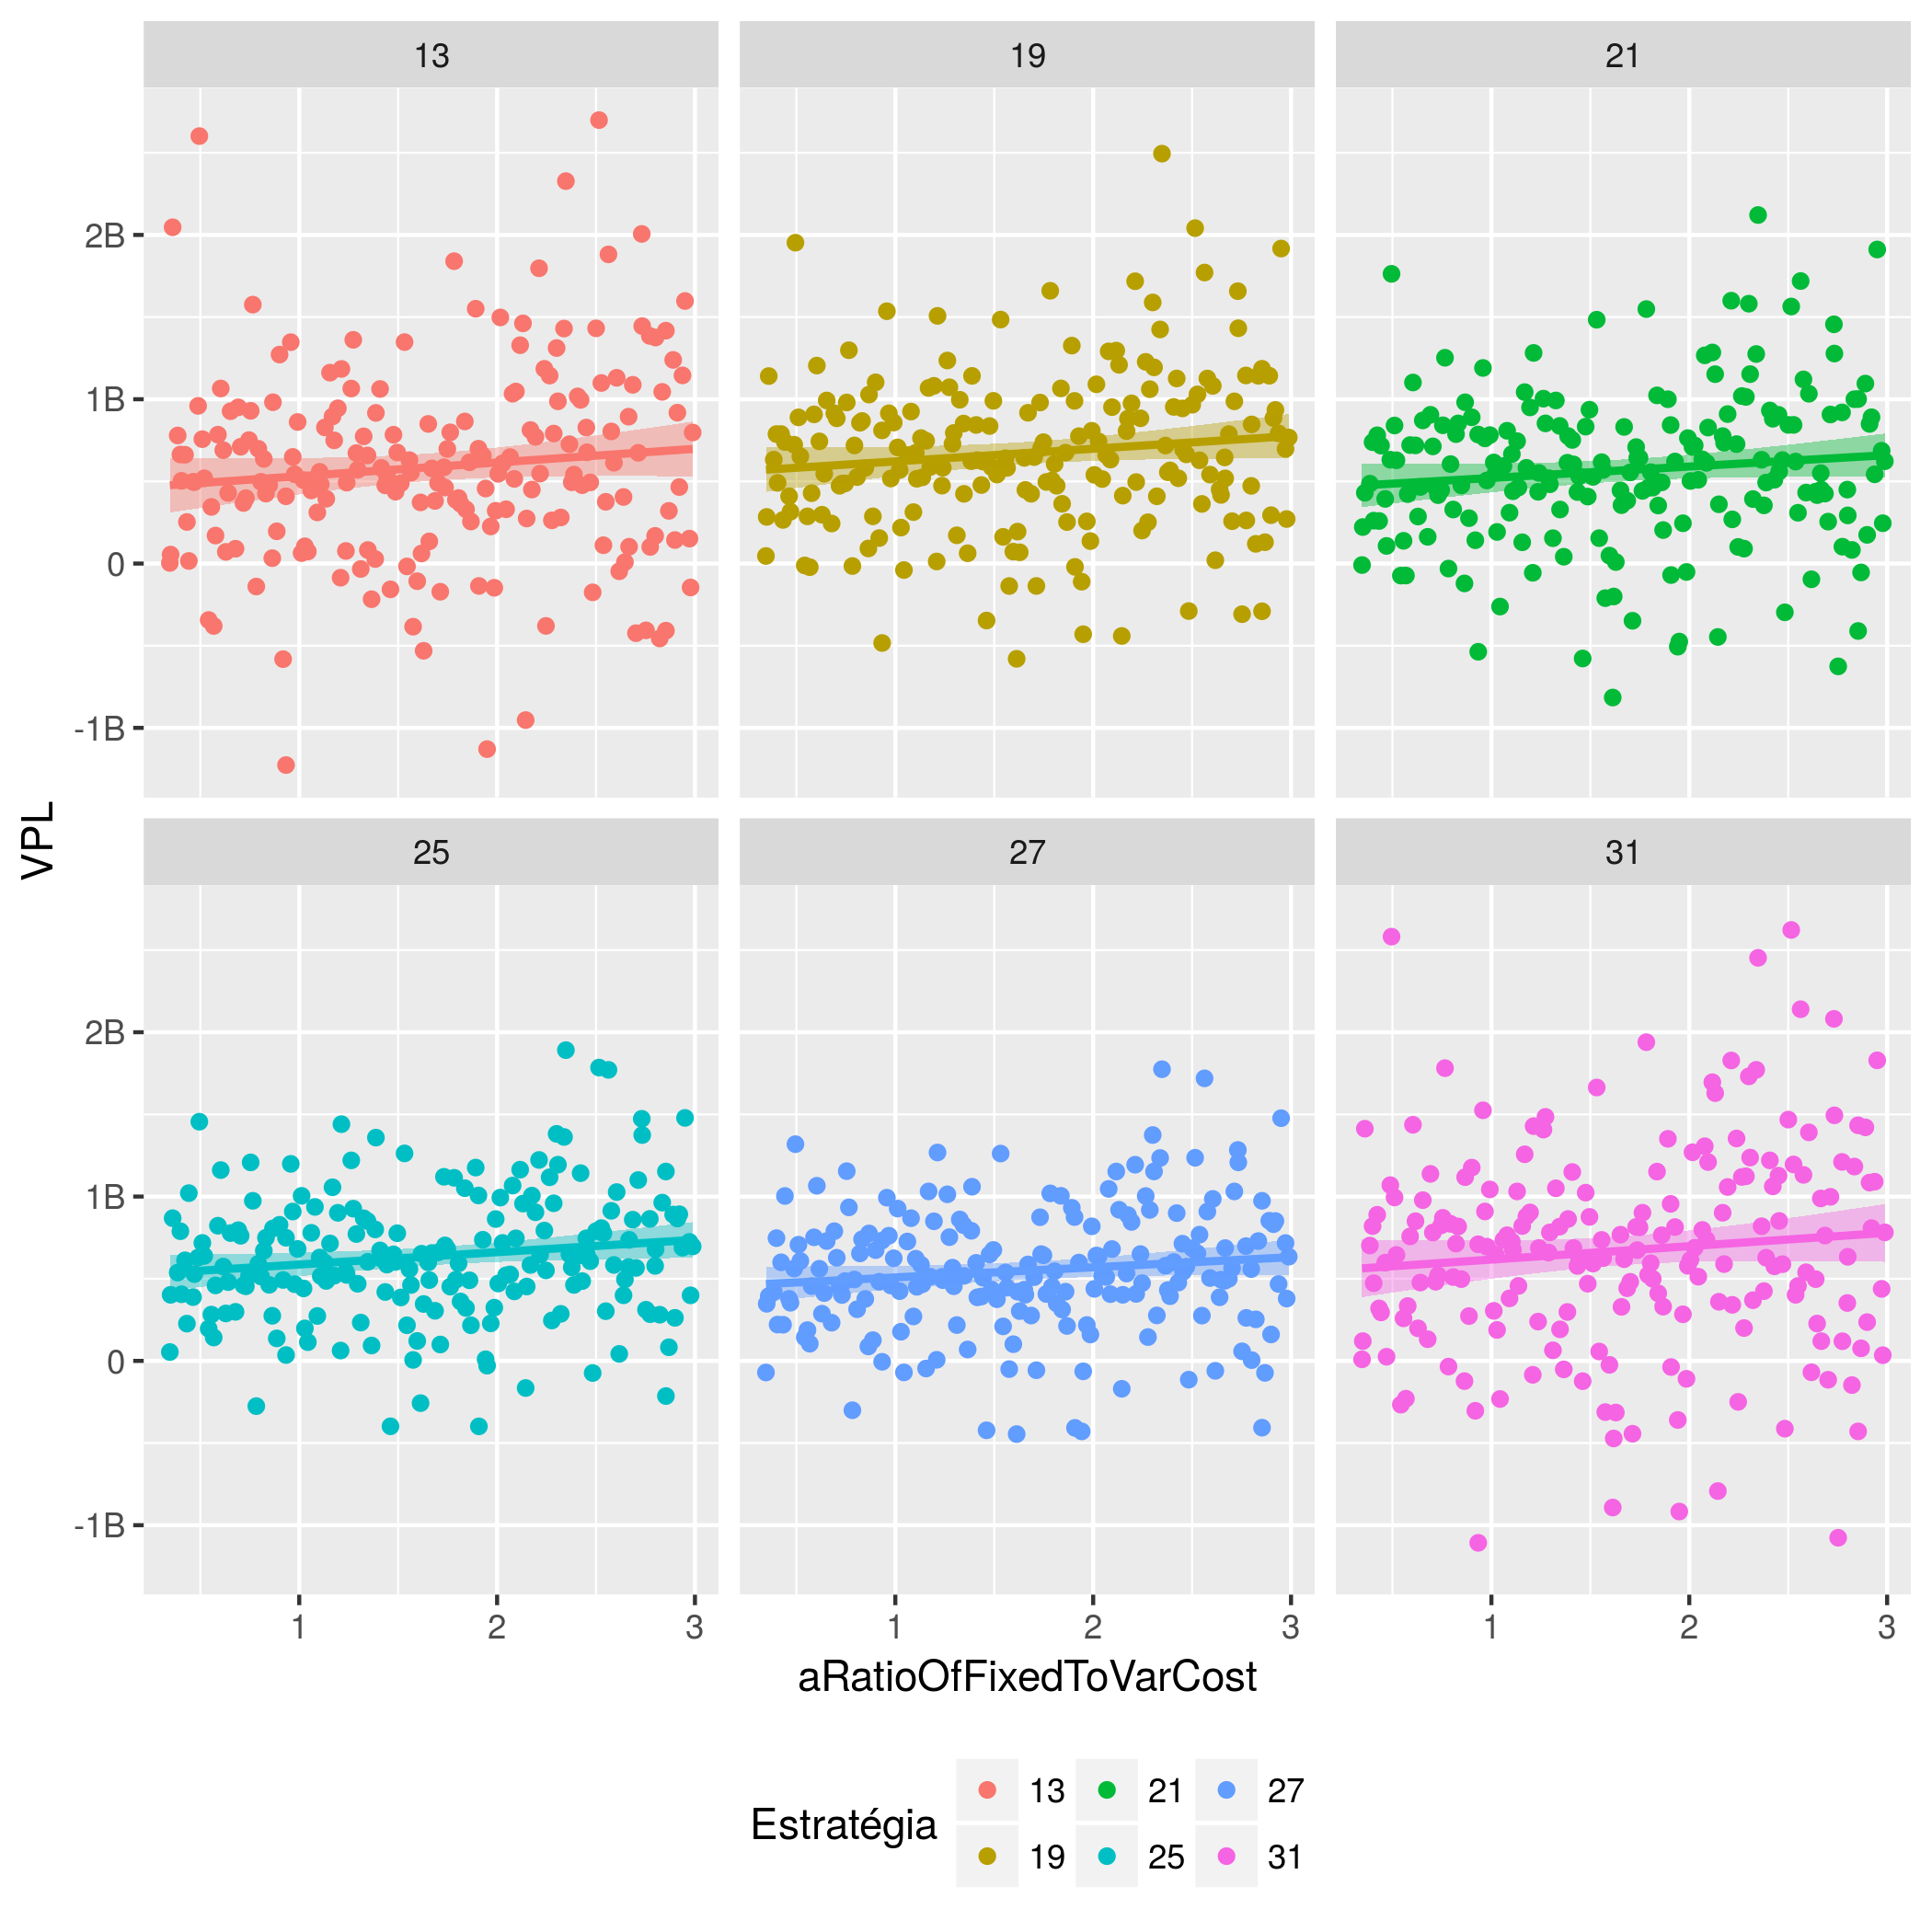 13 19 21
2B
1B
0
-1B
VPL
25 27 31
2B
1B
0
-1B
1 2 3 1 2 3 1 2 3
aRatioOfFixedToVarCost
Estratégia
13 21 27
19 25 31